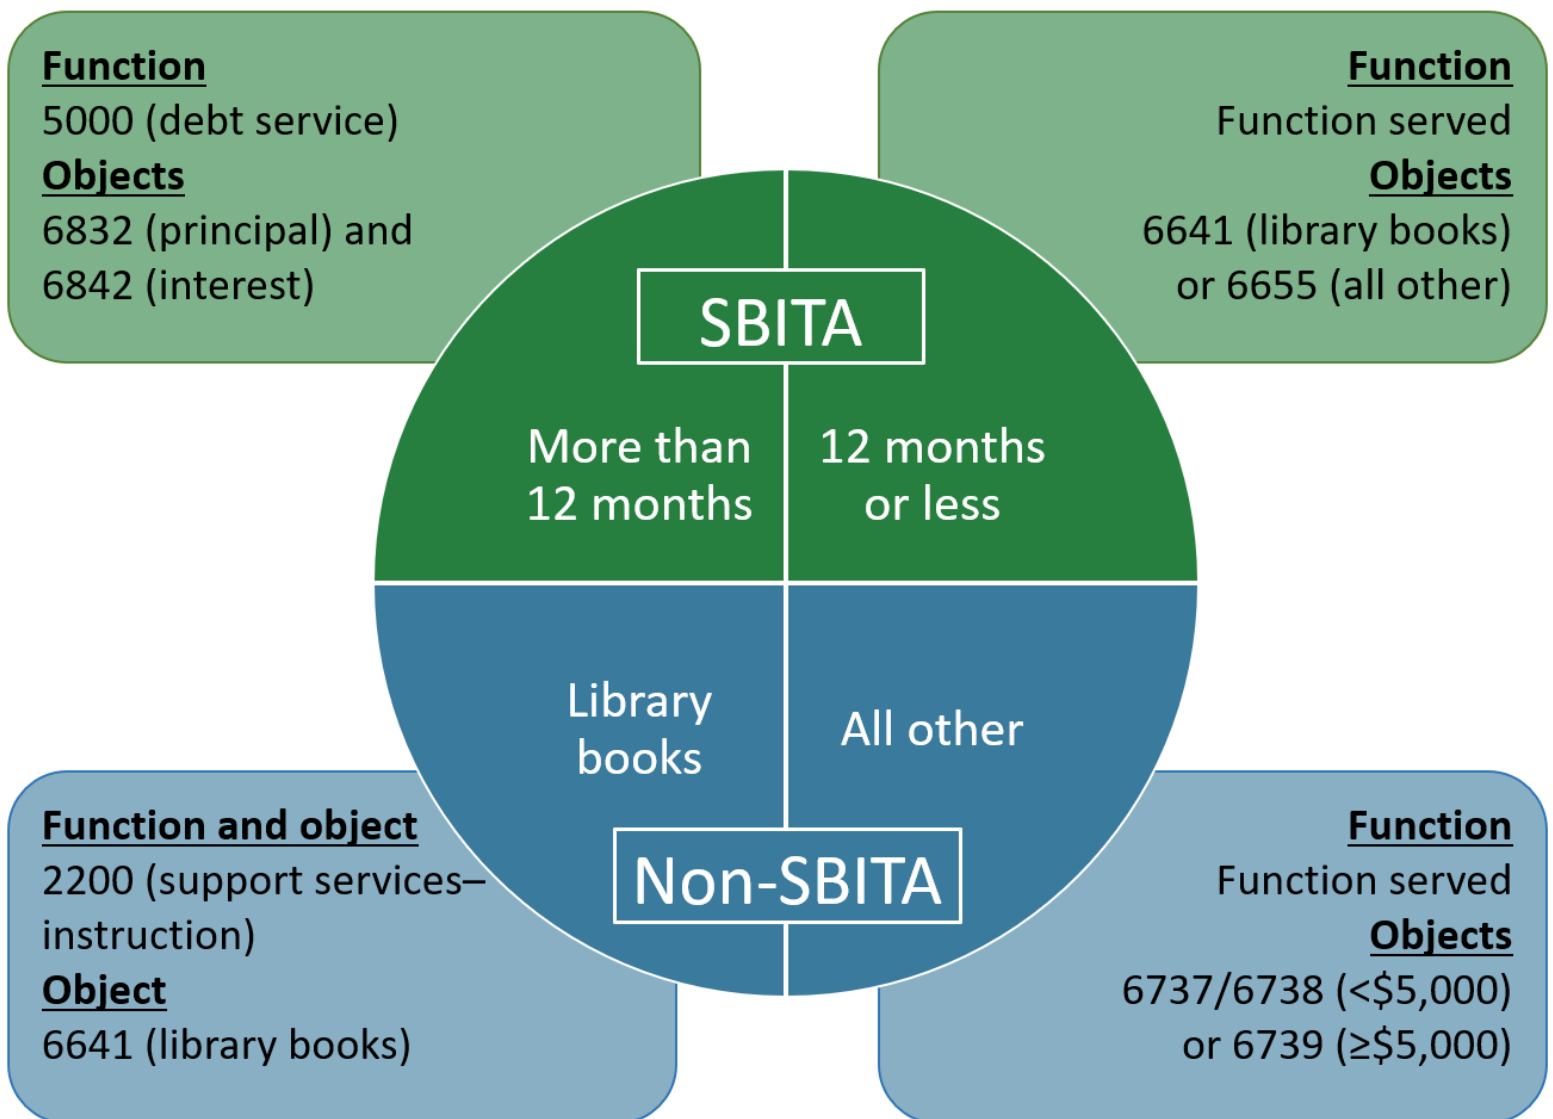 Function
5000 (debt service)
Objects
6832 (principal) and
6842 (interest)
Function
Function served
Objects
6641 (library books)
or 6655 (all other)
SBITA
More than
12 months
12 months
or less
Library
books
All other
Non-SBITA
Function and object
2200 (support services–
instruction)
Object
6641 (library books)
Function
Function served
Objects
6737/6738 (<$5,000)
or 6739 (≥$5,000)